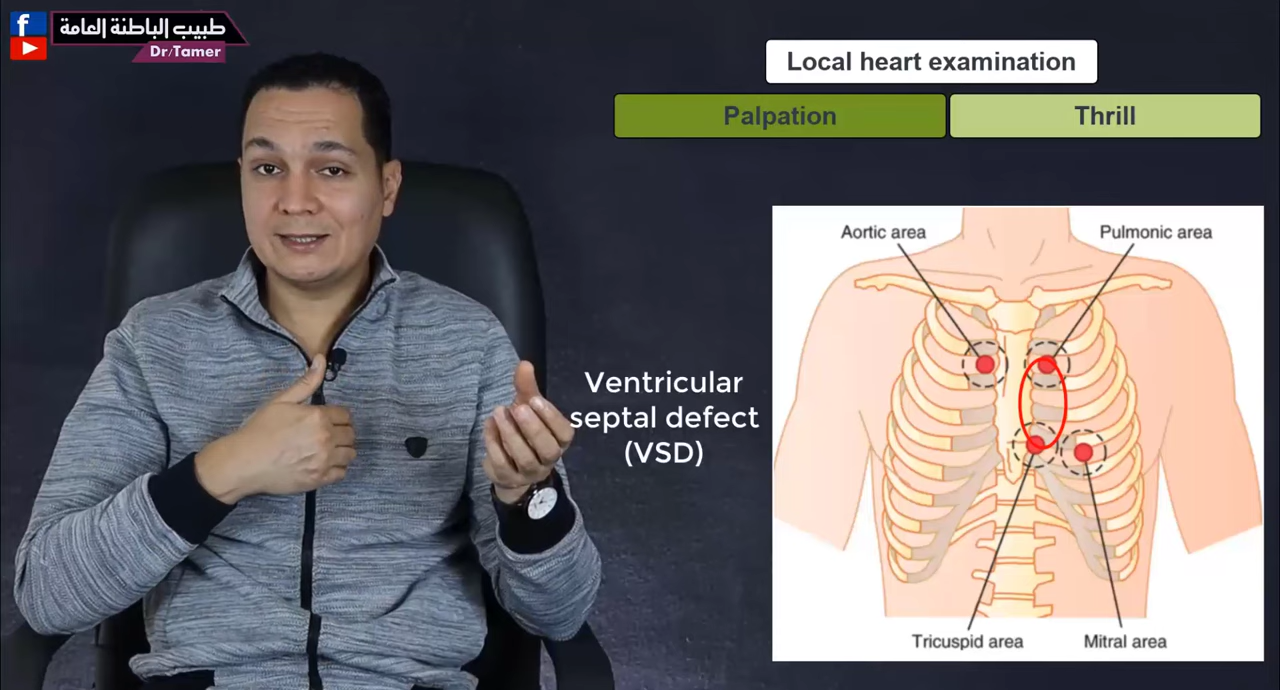 f
طبيب الباطنة العامة
Dr/Tamer
Local heart examination
Palpation
Thrill
Aortic area
Pulmonic area
Ventricular
septal defect
(VSD)
Tricuspid area
Mitral area